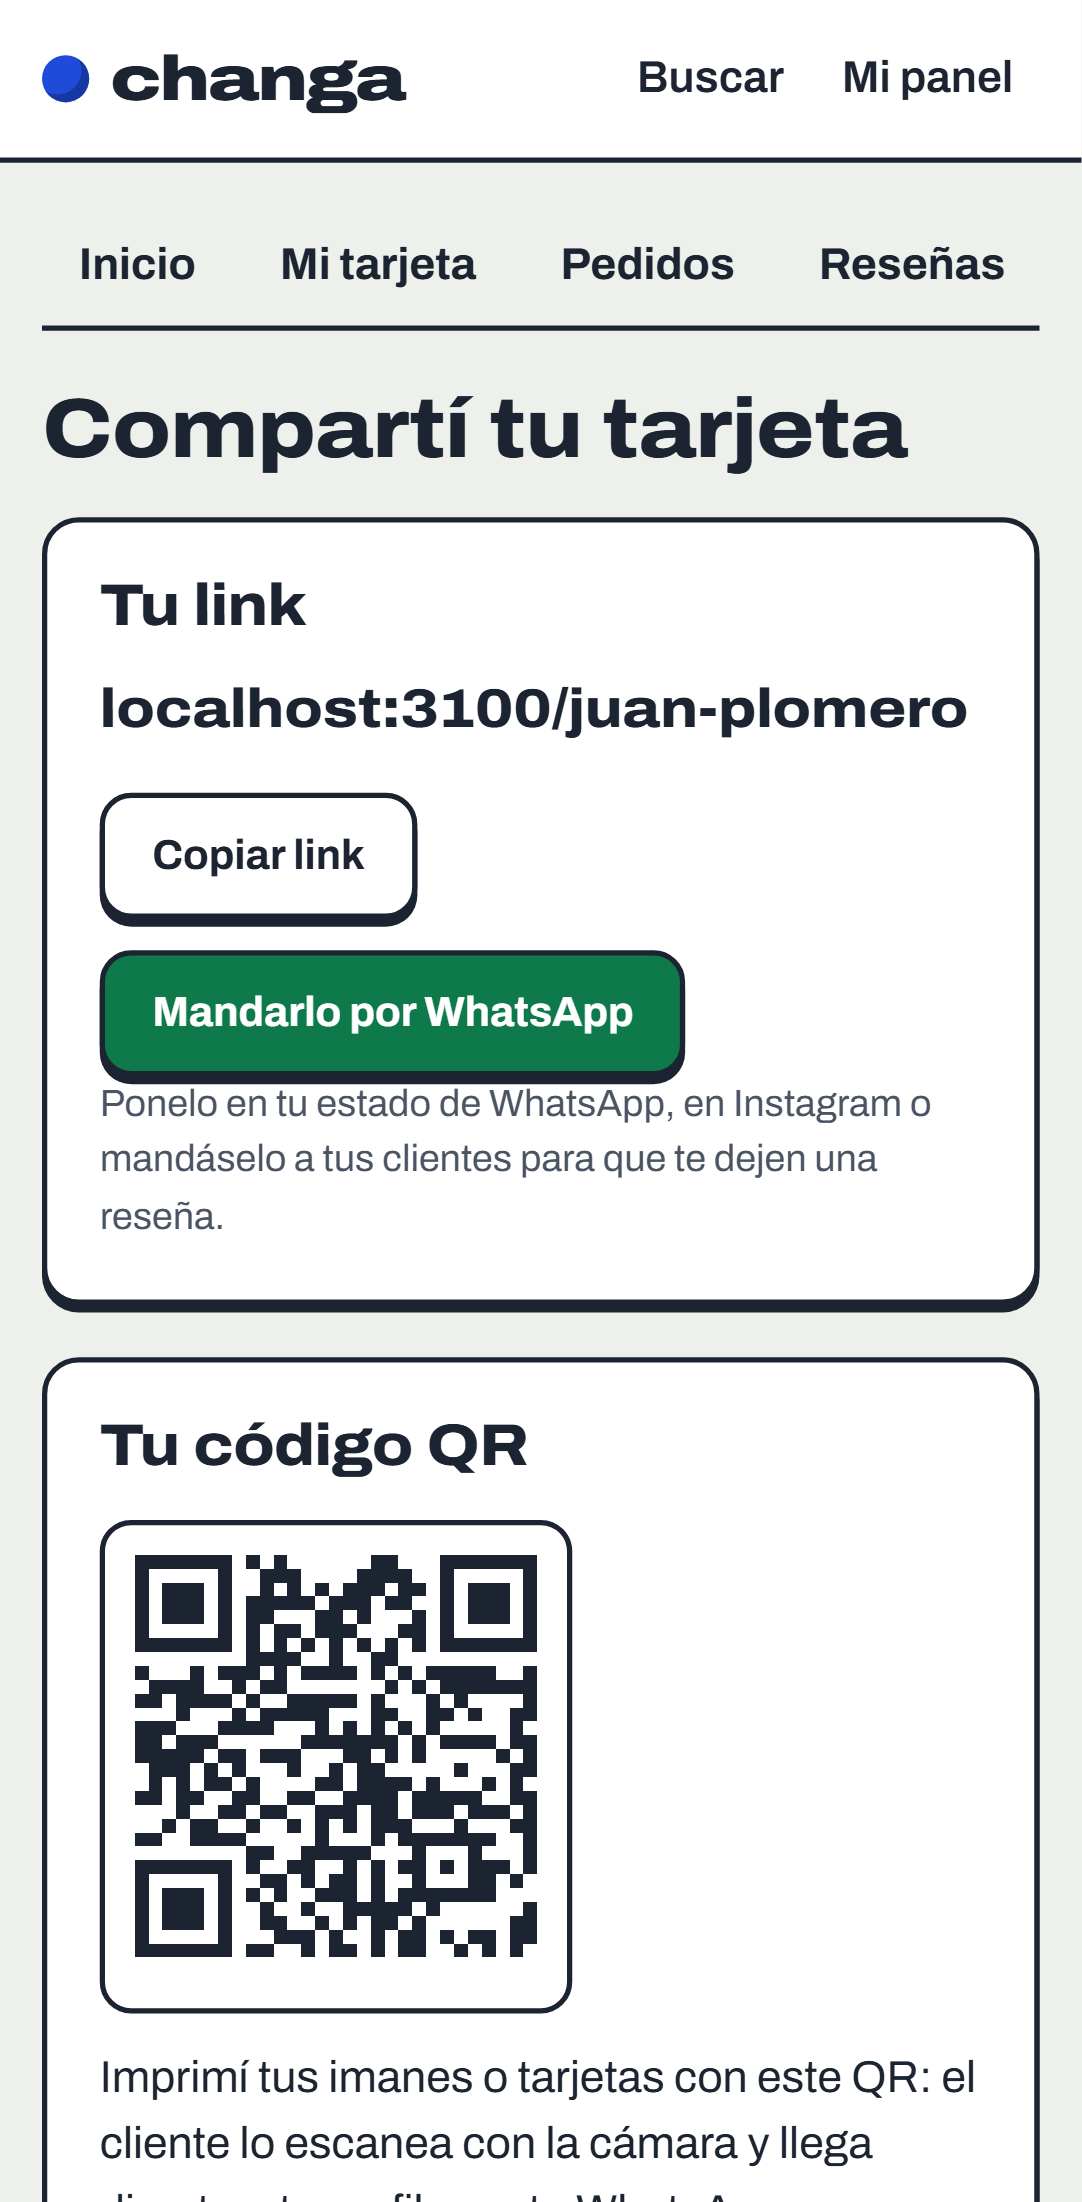 changa
Buscar
Mi panel
Inicio
Mi tarjeta
Pedidos
Reseñas
Compartí tu tarjeta
Tu link
localhost:3100/juan-plomero
Copiar link
Mandarlo por WhatsApp
Ponelo en tu estado de WhatsApp, en Instagram o
mandáselo a tus clientes para que te dejen una
reseña.
Tu código QR
Imprimí tus imanes o tarjetas con este QR: el
cliente lo escanea con la cámara y llega